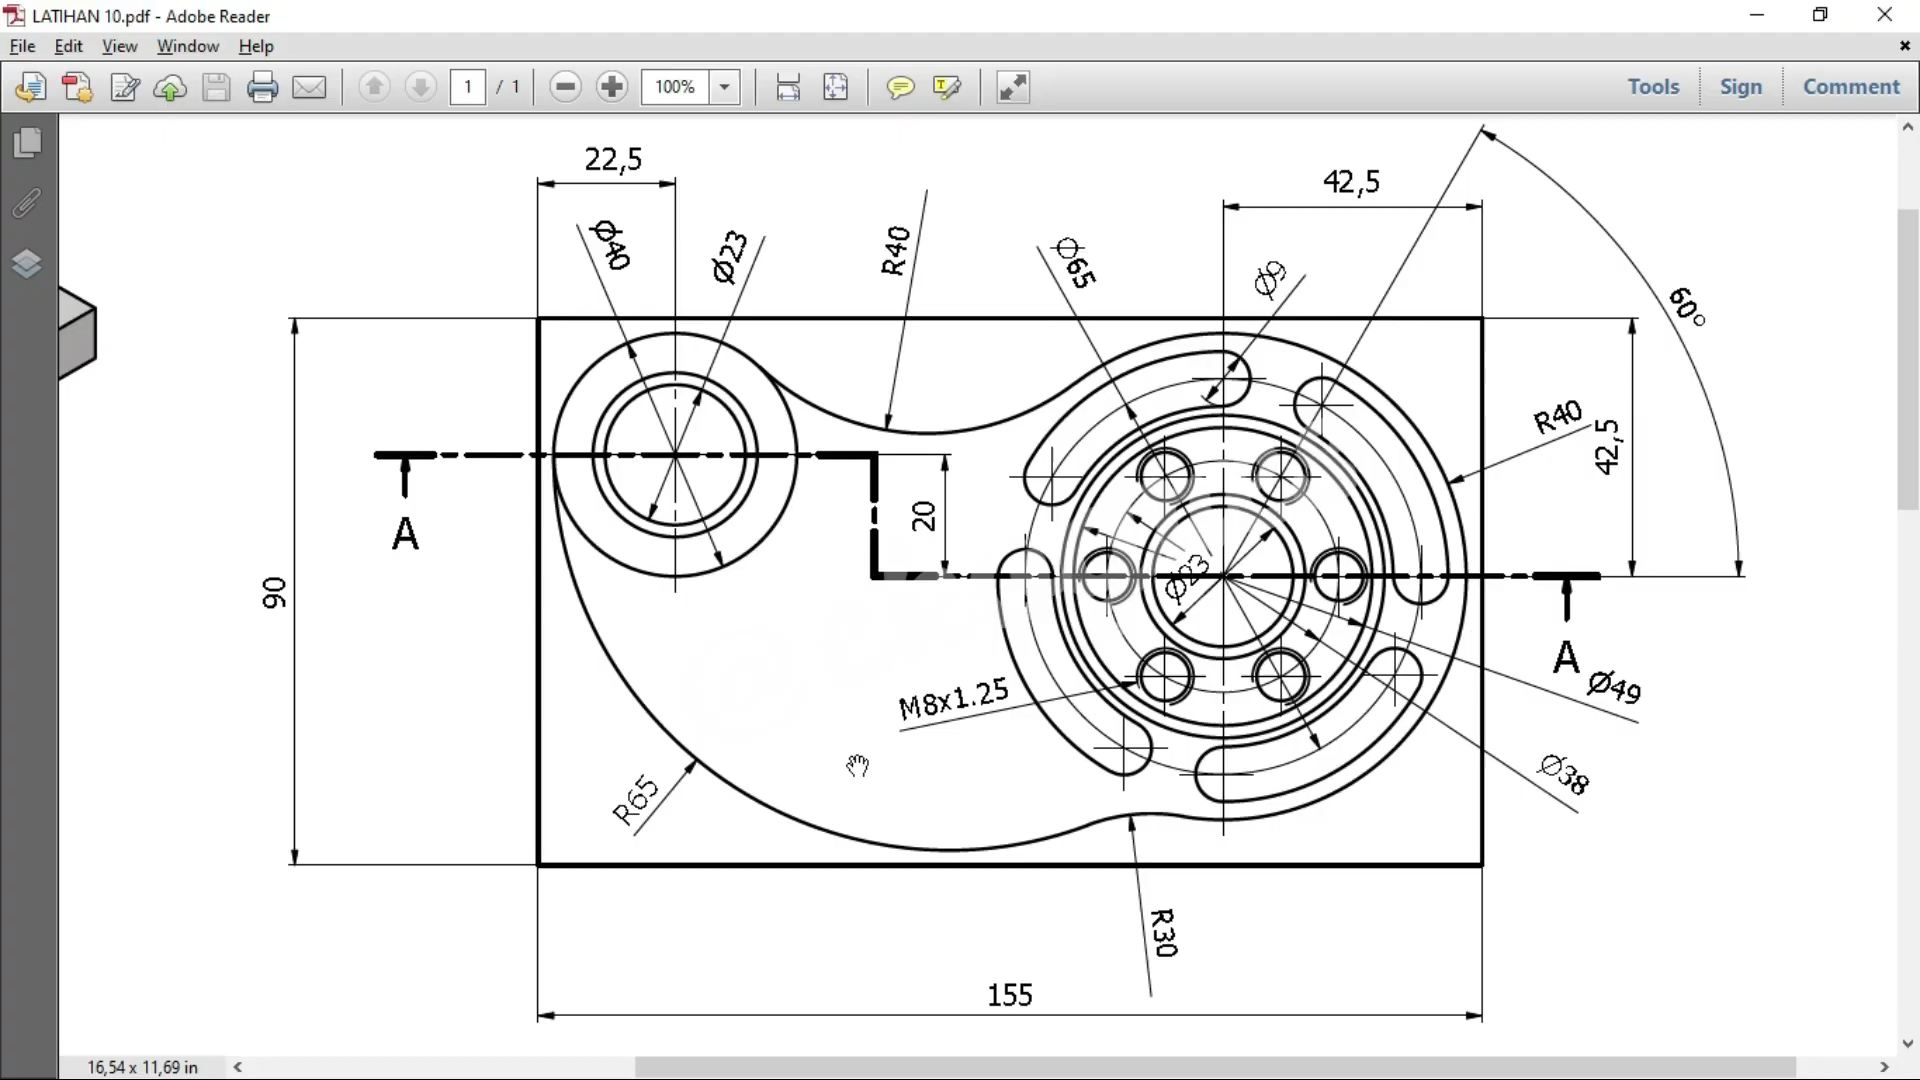 LATIHAN 10.pdf - Adobe Reader
File Edit View Window Help
1 / 1 100% Tools Sign Comment
22,5
42,5
Ø40
Ø23
R40
Ø65
Ø9
60°
R40
42,5
A
20
90
Ø23
A
M8x1.25
Ø49
Ø38
R65
R30
155
16,54 x 11,69 in